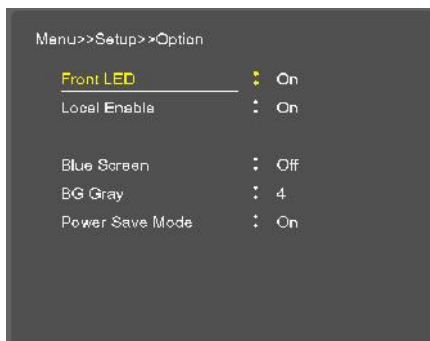 Menu>>Setup>>Option
Front LED : On
Local Enable : On
Blue Screen : Off
BG Gray : 4
Power Save Mode : On